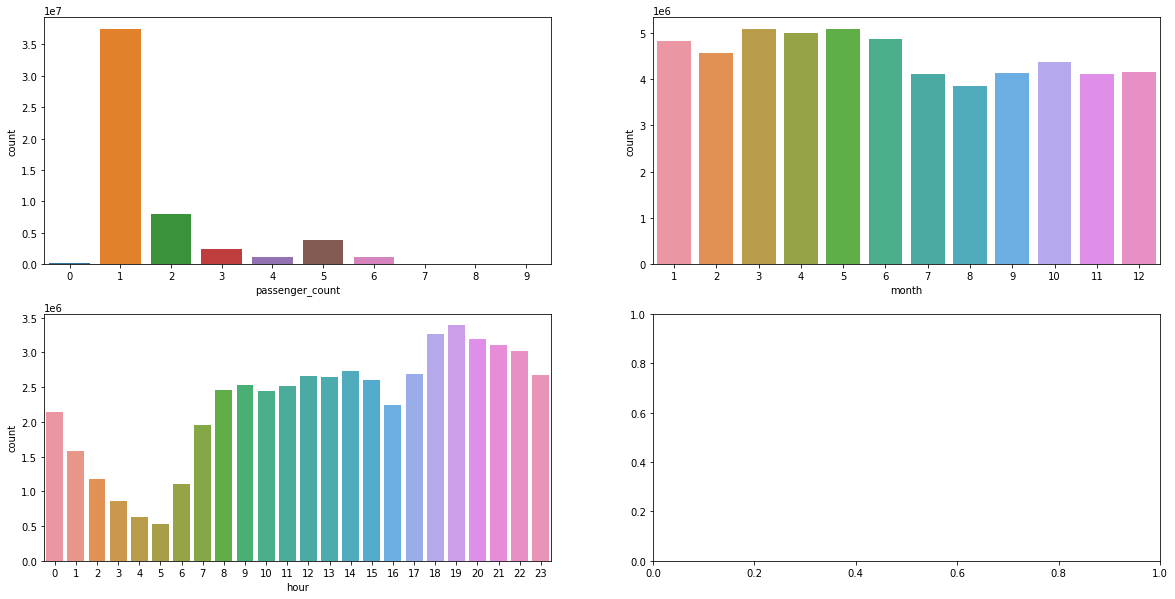 1e7
3.5
3.0
2.5
2.0
1.5
1.0
0.5
0.0
count
0 1 2 3 4 5 6 7 8 9
passenger_count
1e6
5
4
3
2
1
0
count
1 2 3 4 5 6 7 8 9 10 11 12
month
1e6
3.5
3.0
2.5
2.0
1.5
1.0
0.5
0.0
count
0 1 2 3 4 5 6 7 8 9 10 11 12 13 14 15 16 17 18 19 20 21 22 23
hour
1.0
0.8
0.6
0.4
0.2
0.0
0.0 0.2 0.4 0.6 0.8 1.0